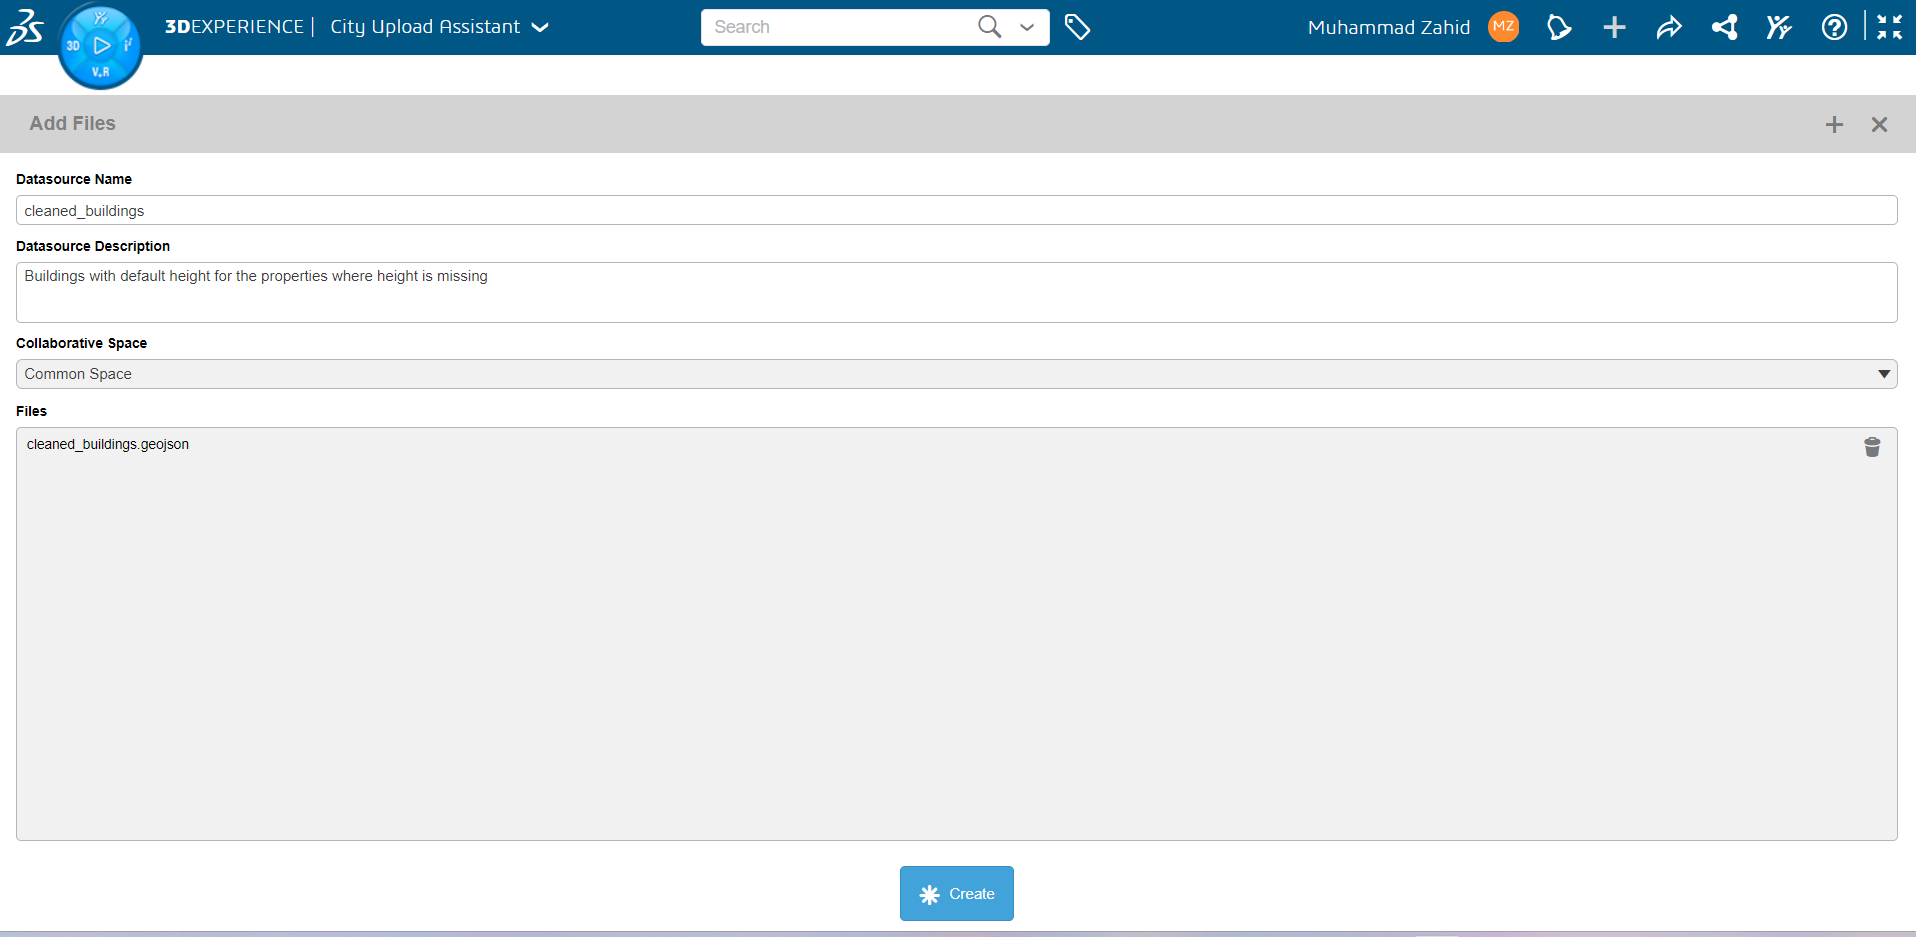 3DEXPERIENCE | City Upload Assistant
Search
Muhammad Zahid
MZ
3D
V.R
Add Files
Datasource Name
cleaned_buildings
Datasource Description
Buildings with default height for the properties where height is missing
Collaborative Space
Common Space
Files
cleaned_buildings.geojson
Create